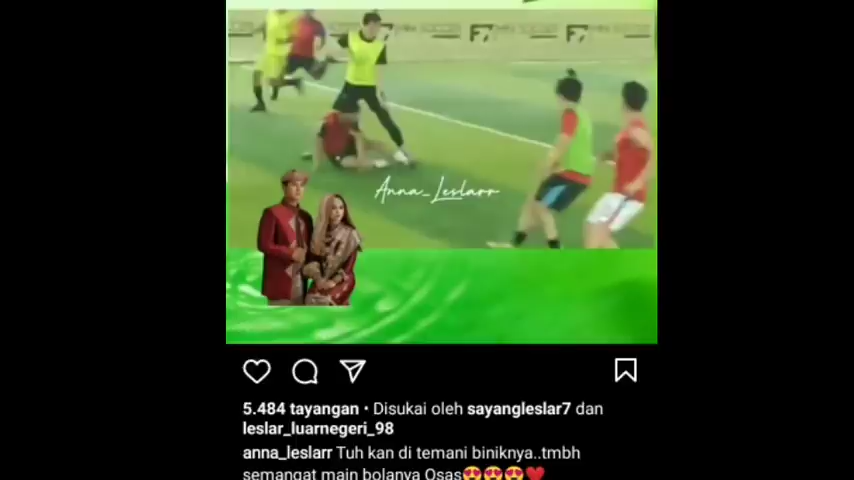 Anna_Leslarr
5.484 tayangan • Disukai oleh sayangleslar7 dan
leslar_luarnegeri_98
anna_leslarr Tuh kan di temani biniknya..tmbh
semangat main bolanya Osas😍😍😍❤️